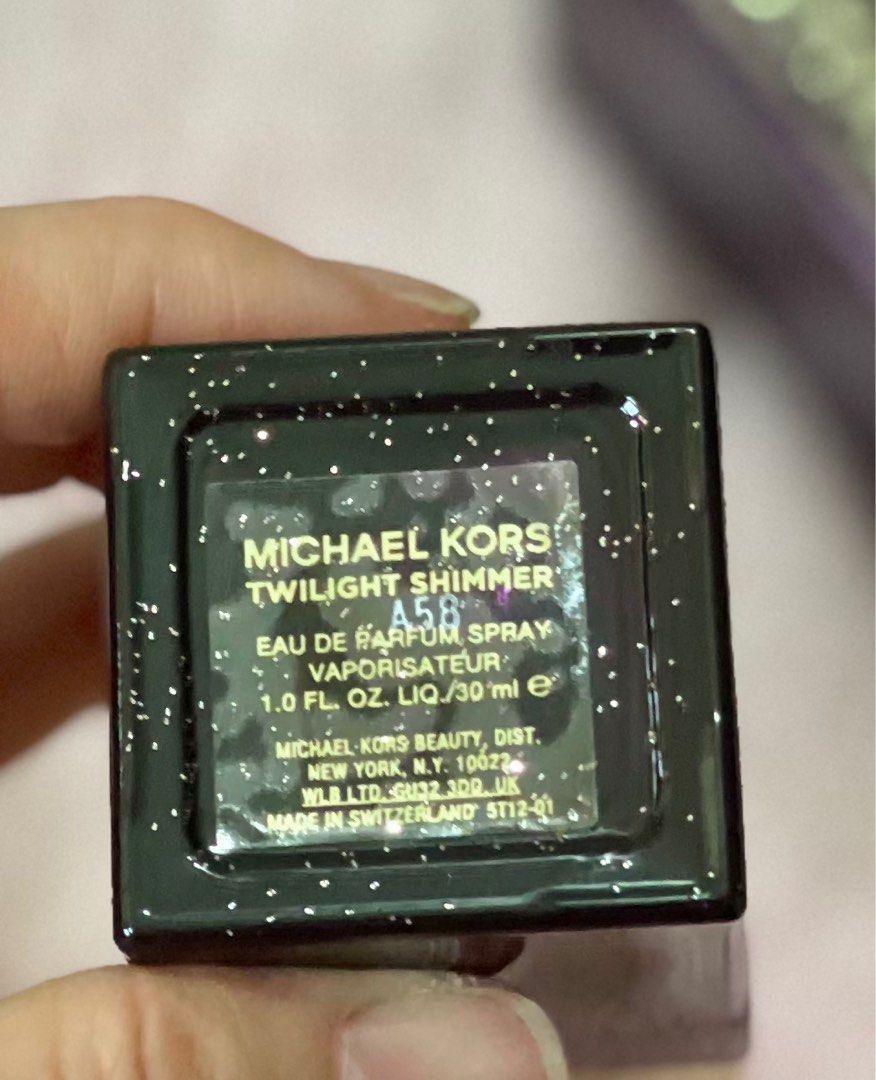 MICHAEL KORS
TWILIGHT SHIMMER
A58
EAU DE PARFUM SPRAY
VAPORISATEUR
1.0 FL. OZ. LIQ./30 ml e
MICHAEL KORS BEAUTY, DIST.
NEW YORK, N.Y. 10022
WLB LTD. GU32 3DD, UK
MADE IN SWITZERLAND 5T12-01